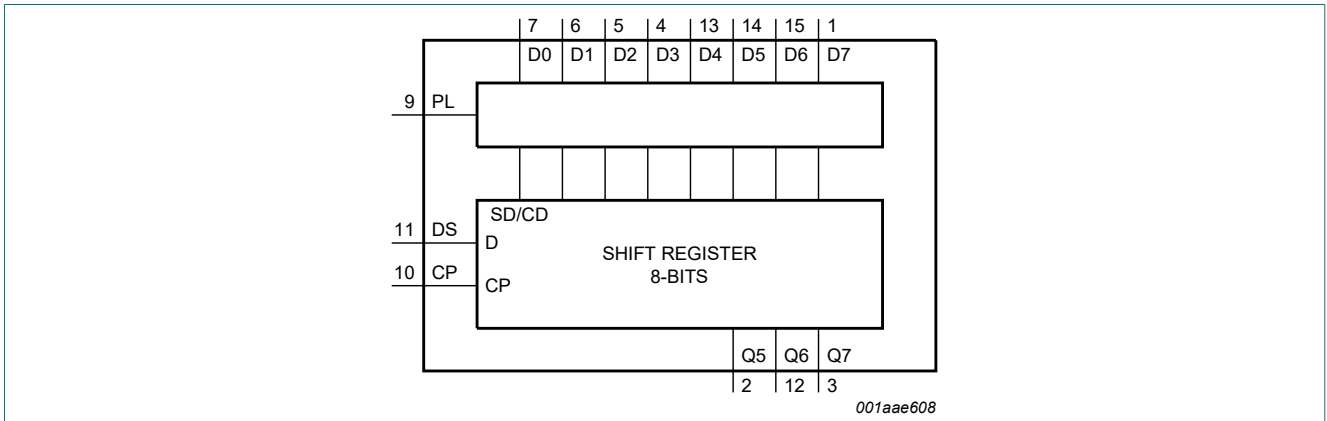 7 6 5 4 13 14 15 1
D0 D1 D2 D3 D4 D5 D6 D7
9 PL
SD/CD
11 DS
D
SHIFT REGISTER
8-BITS
10 CP
CP
Q5 Q6 Q7
2 12 3
001aae608